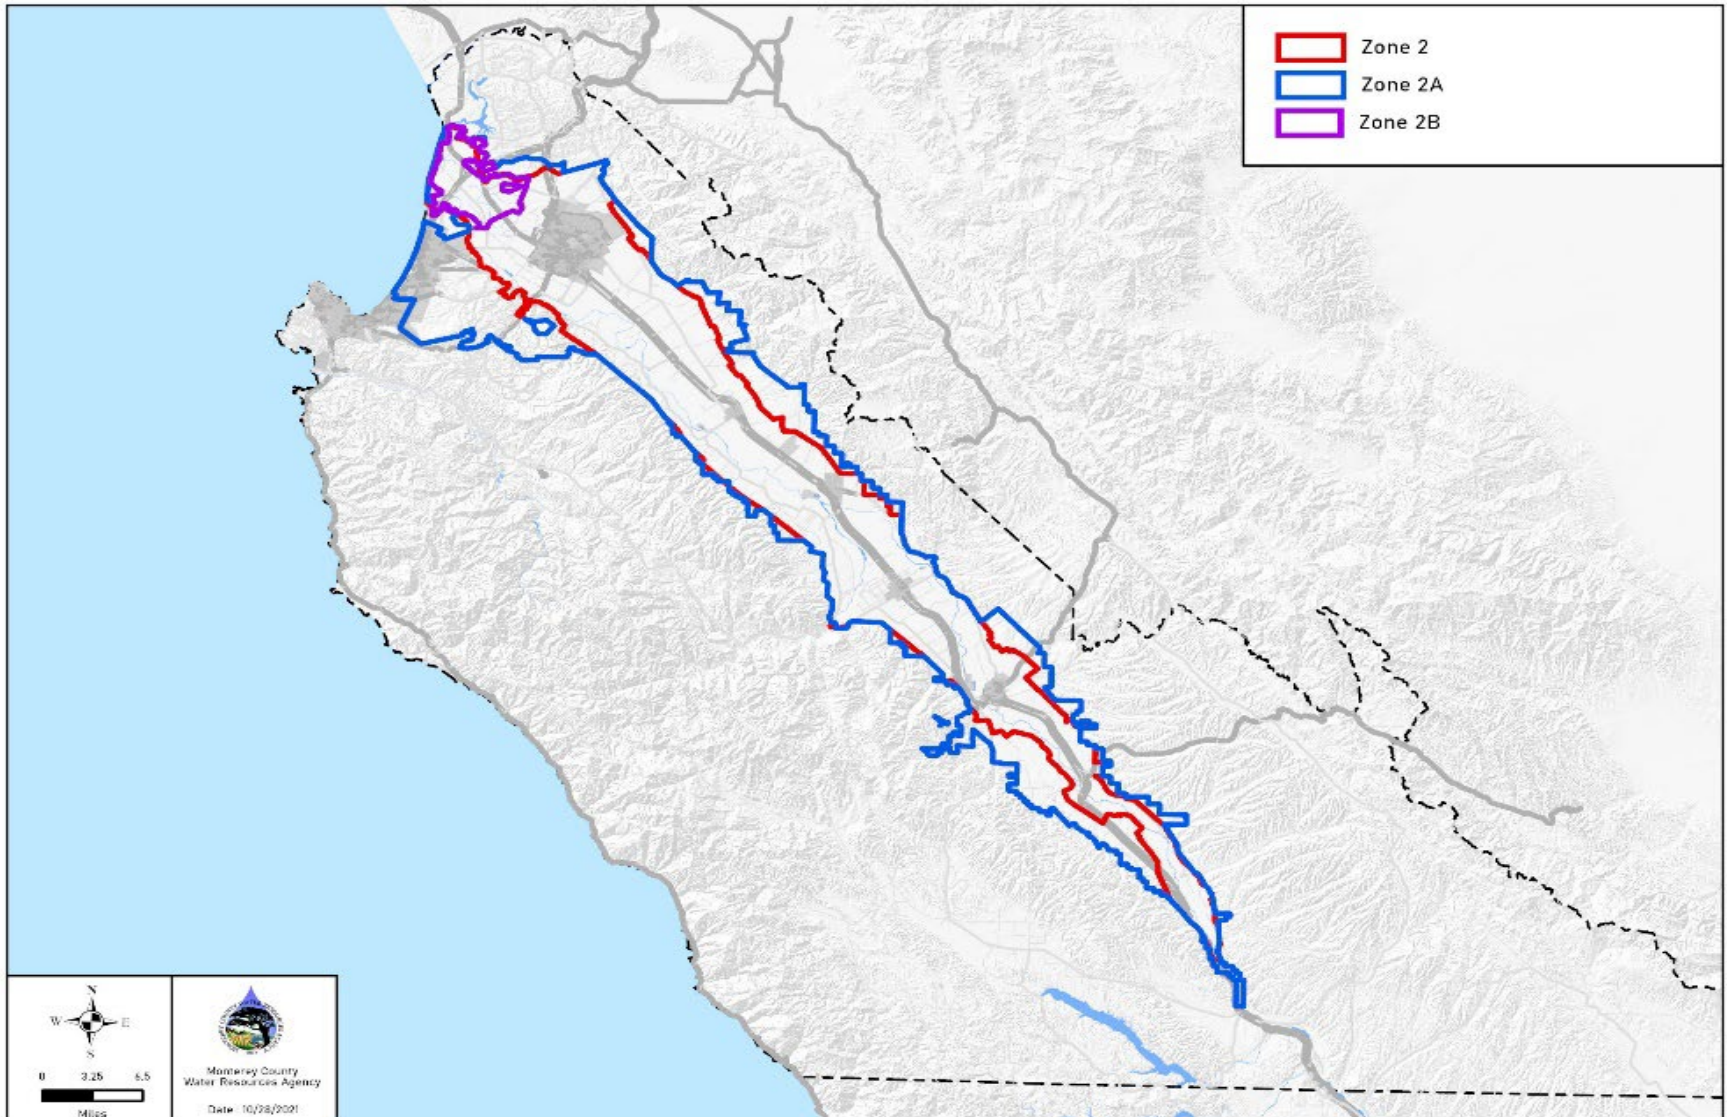 Zone 2
Zone 2A
Zone 2B
N
W
E
S
0 3.25 6.5
Miles
Monterey County
Water Resources Agency
Date: 10/28/2021